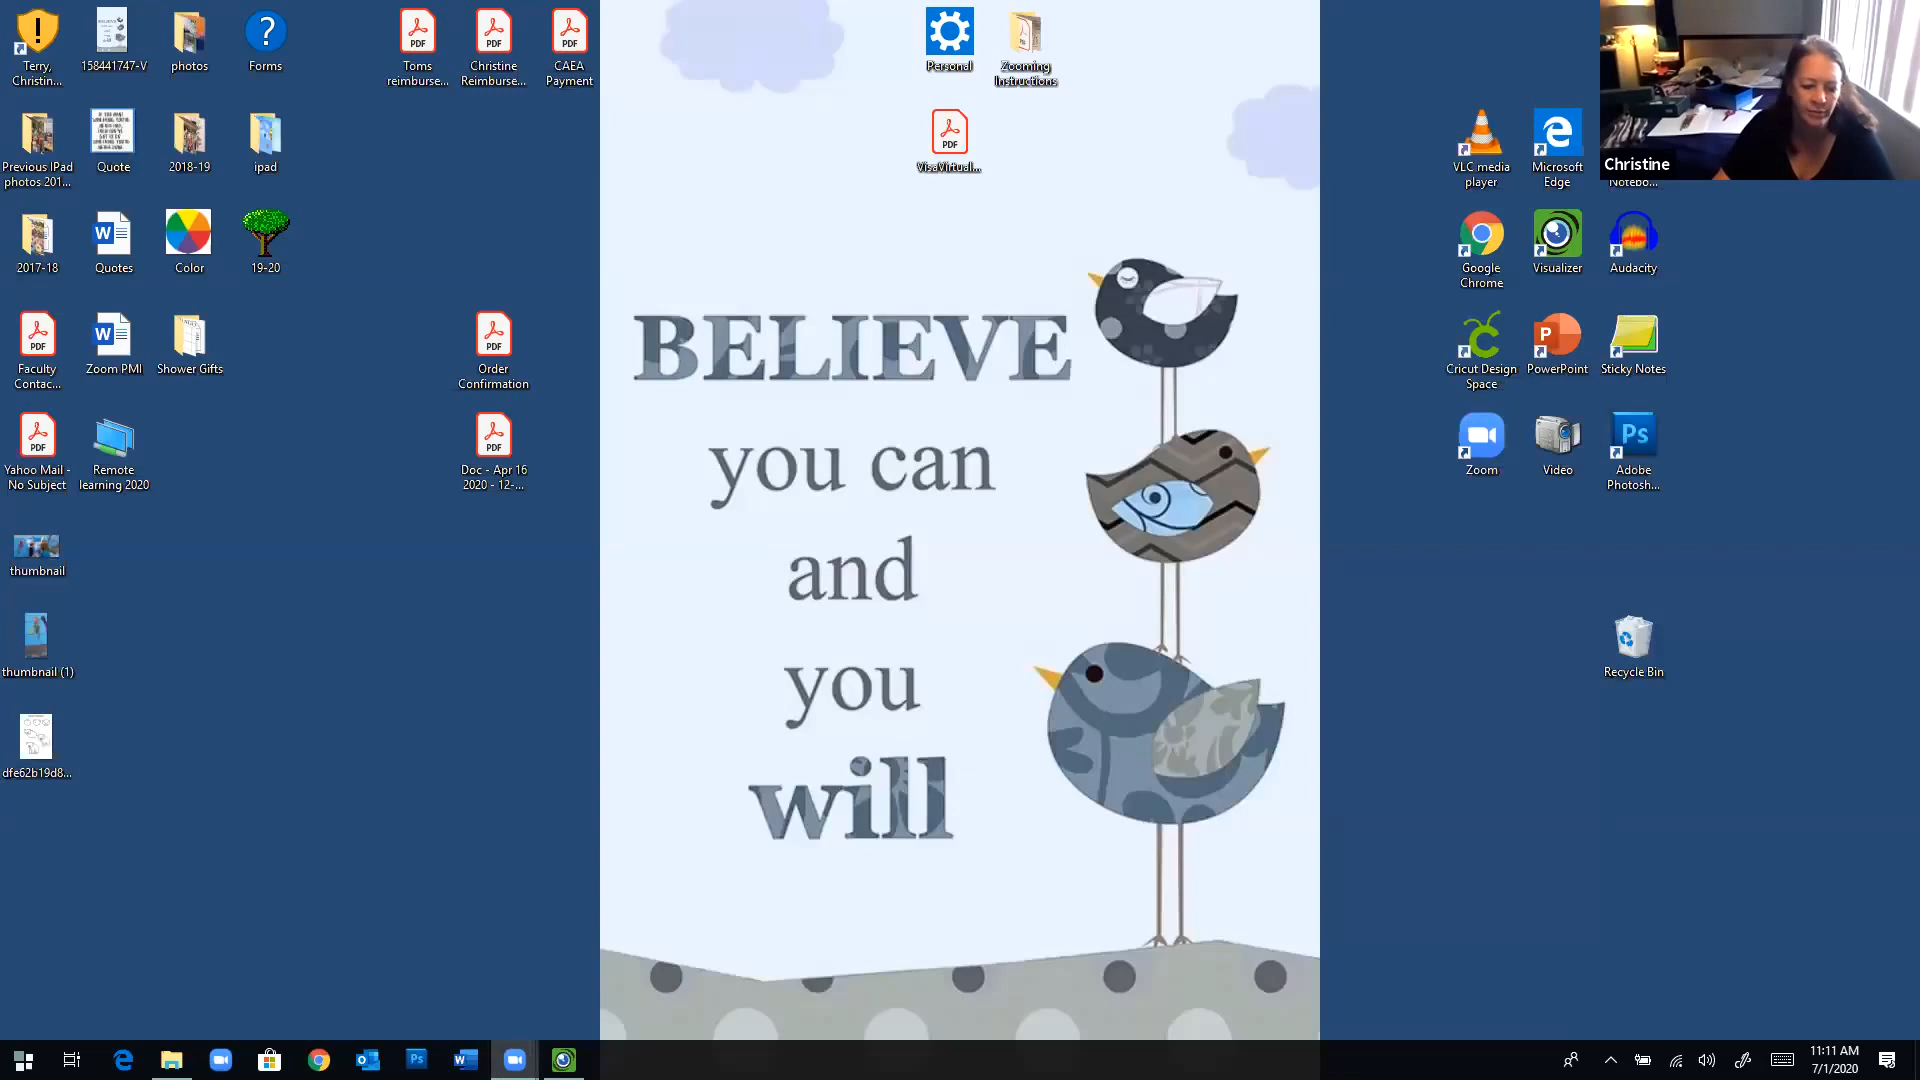 Terry,
Christin...
158441747-V
photos
Forms
Toms
reimburse...
Christine
Reimburse...
CAEA
Payment
Personal
Zooming
Instructions
Christine
Previous IPad
photos 201...
Quote
2018-19
ipad
VisaVirtual...
VLC media
player
Microsoft
Edge
Notebo...
2017-18
Quotes
Color
19-20
Google
Chrome
Visualizer
Audacity
BELIEVE
you can
and
you
will
PDF
Faculty
Contac...
Zoom PMI
Shower Gifts
Order
Confirmation
Cricut Design
Space
PowerPoint
Sticky Notes
Yahoo Mail -
No Subject
Remote
learning 2020
Doc - Apr 16
2020 - 12-...
Zoom
Video
Ps
Adobe
Photosh...
thumbnail
thumbnail (1)
Recycle Bin
dfe62b19d8...
11:11 AM
7/1/2020